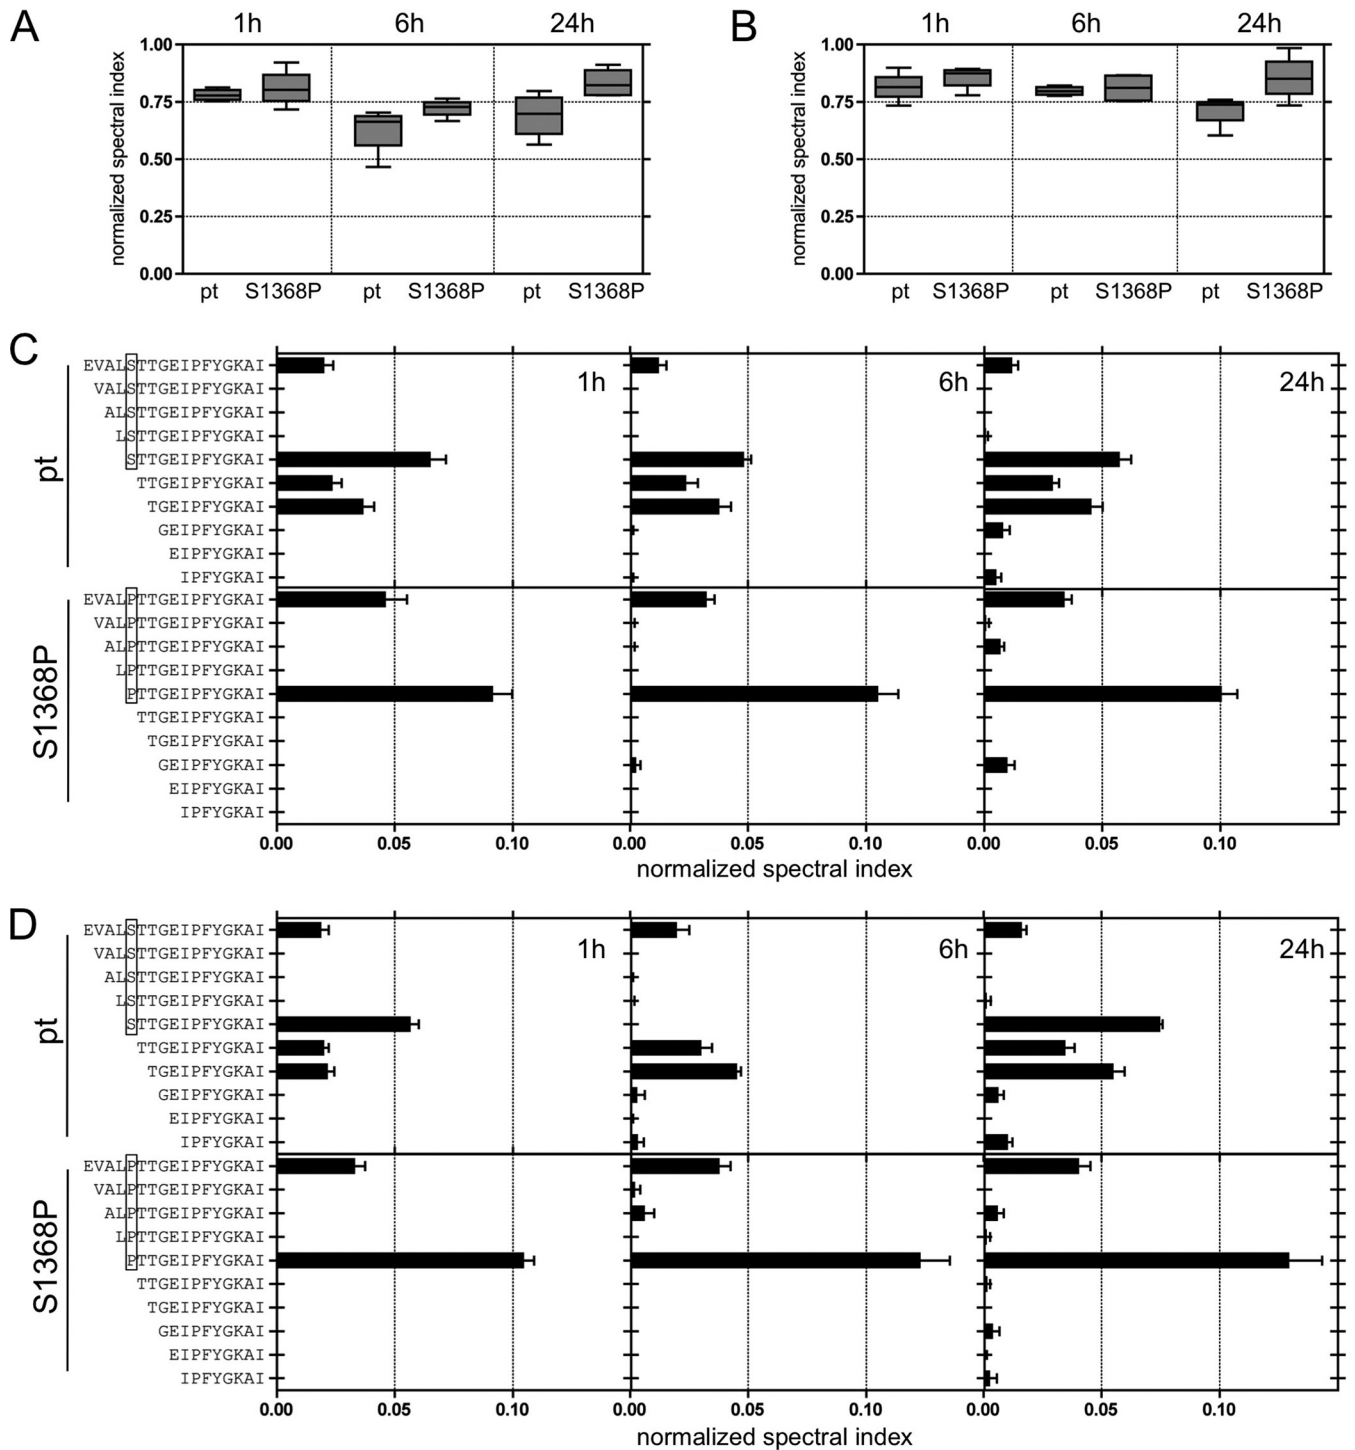 A
1h 6h 24h
normalized spectral index
1.00
0.75
0.50
0.25
0.00
pt S1368P pt S1368P pt S1368P
B
1h 6h 24h
normalized spectral index
1.00
0.75
0.50
0.25
0.00
pt S1368P pt S1368P pt S1368P
C
1h 6h 24h
pt
EVALSTTGEIPFYGKAI
VALSTTGEIPFYGKAI
ALSTTGEIPFYGKAI
LSTTGEIPFYGKAI
STTGEIPFYGKAI
TTGEIPFYGKAI
TGEIPFYGKAI
GEIPFYGKAI
EIPFYGKAI
IPFYGKAI
S1368P
EVALPTTGEIPFYGKAI
VALPTTGEIPFYGKAI
ALPTTGEIPFYGKAI
LPTTGEIPFYGKAI
PTTGEIPFYGKAI
TTGEIPFYGKAI
TGEIPFYGKAI
GEIPFYGKAI
EIPFYGKAI
IPFYGKAI
0.00 0.05 0.10 0.00 0.05 0.10 0.00 0.05 0.10
normalized spectral index
D
1h 6h 24h
pt
EVALSTTGEIPFYGKAI
VALSTTGEIPFYGKAI
ALSTTGEIPFYGKAI
LSTTGEIPFYGKAI
STTGEIPFYGKAI
TTGEIPFYGKAI
TGEIPFYGKAI
GEIPFYGKAI
EIPFYGKAI
IPFYGKAI
S1368P
EVALPTTGEIPFYGKAI
VALPTTGEIPFYGKAI
ALPTTGEIPFYGKAI
LPTTGEIPFYGKAI
PTTGEIPFYGKAI
TTGEIPFYGKAI
TGEIPFYGKAI
GEIPFYGKAI
EIPFYGKAI
IPFYGKAI
0.00 0.05 0.10 0.00 0.05 0.10 0.00 0.05 0.10
normalized spectral index